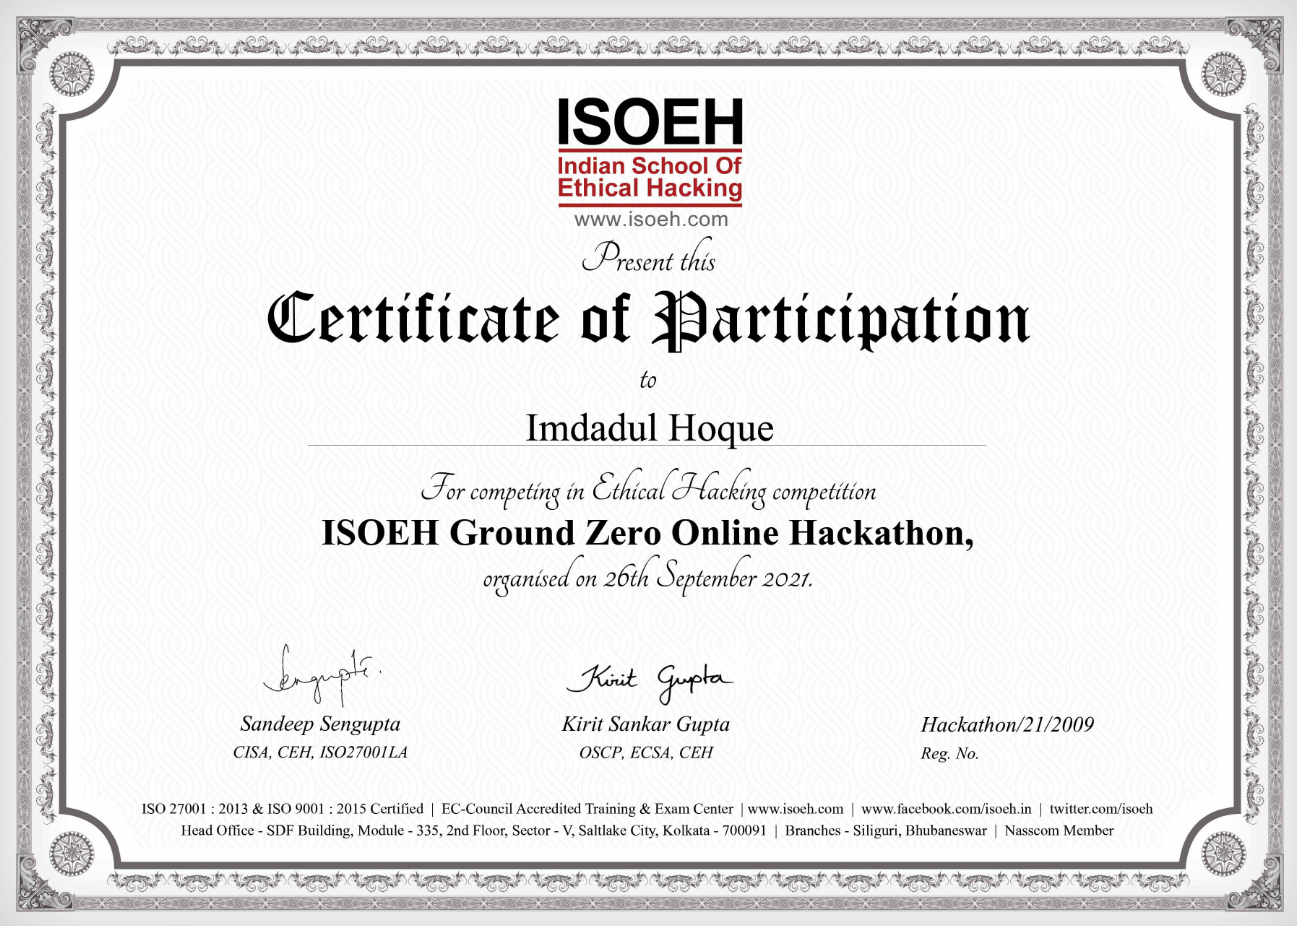 ISOEH
Indian School Of
Ethical Hacking
www.isoeh.com
Present this
Certificate of Participation
to
Imdadul Hoque
For competing in Ethical Hacking competition
ISOEH Ground Zero Online Hackathon,
organised on 26th September 2021.
Sengupta.
Kirit Gupta
Sandeep Sengupta
Kirit Sankar Gupta
Hackathon/21/2009
CISA, CEH, ISO27001LA
OSCP, ECSA, CEH
Reg. No.
ISO 27001 : 2013 & ISO 9001 : 2015 Certified | EC-Council Accredited Training & Exam Center | www.isoeh.com | www.facebook.com/isoeh.in | twitter.com/isoeh
Head Office - SDF Building, Module - 335, 2nd Floor, Sector - V, Saltlake City, Kolkata - 700091 | Branches - Siliguri, Bhubaneswar | Nasscom Member